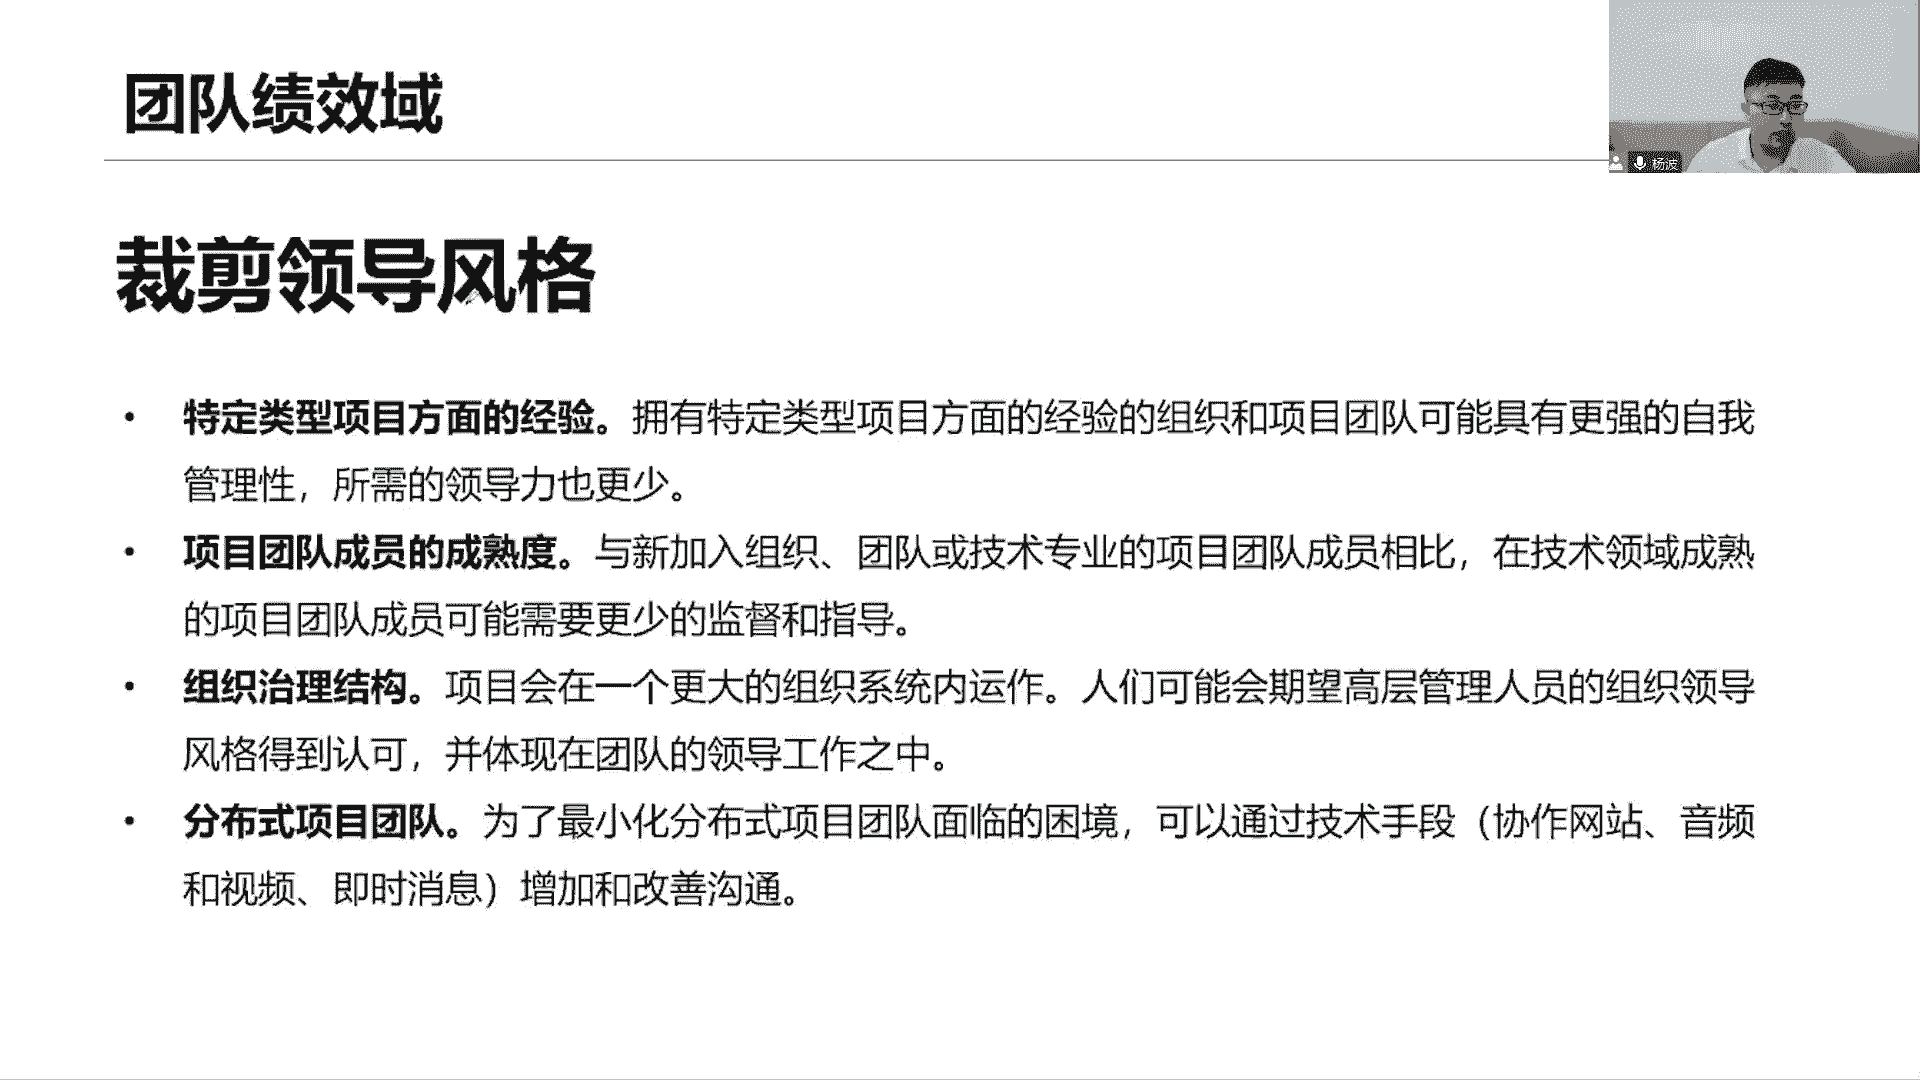 团队绩效域
杨波
裁剪领导风格
• 特定类型项目方面的经验。拥有特定类型项目方面的经验的组织和项目团队可能具有更强的自我
管理性，所需的领导力也更少。
• 项目团队成员的成熟度。与新加入组织、团队或技术专业的项目团队成员相比，在技术领域成熟
的项目团队成员可能需要更少的监督和指导。
• 组织治理结构。项目会在一个更大的组织系统内运作。人们可能会期望高层管理人员的组织领导
风格得到认可，并体现在团队的领导工作之中。
• 分布式项目团队。为了最小化分布式项目团队面临的困境，可以通过技术手段（协作网站、音频
和视频、即时消息）增加和改善沟通。